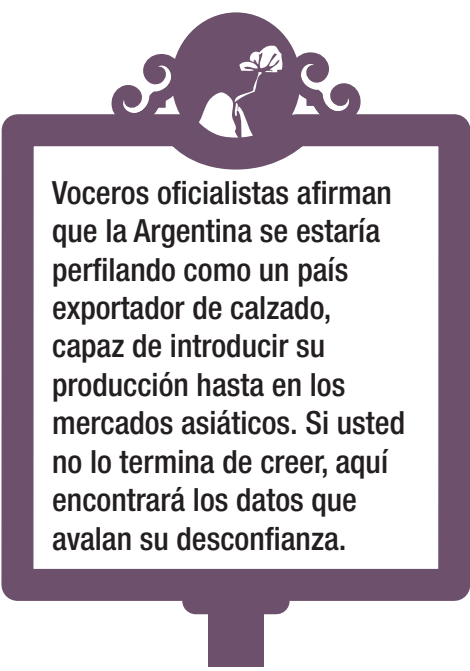 Voceros oficialistas afirman
que la Argentina se estaría
perfilando como un país
exportador de calzado,
capaz de introducir su
producción hasta en los
mercados asiáticos. Si usted
no lo termina de creer, aquí
encontrará los datos que
avalan su desconfianza.